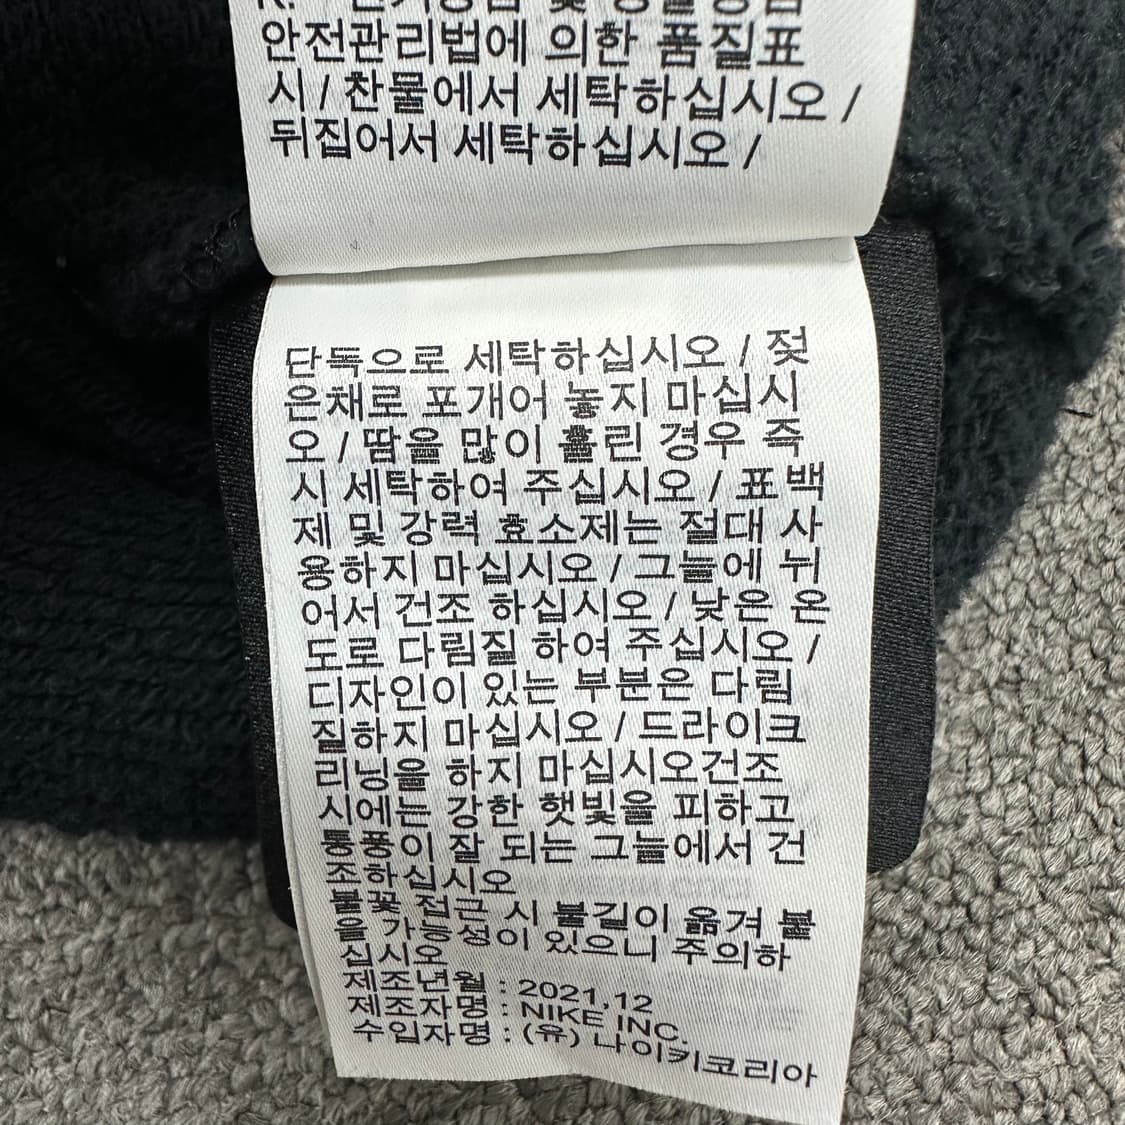 안전관리법에 의한 품질표
시 / 찬물에서 세탁하십시오 /
뒤집어서 세탁하십시오 /
단독으로 세탁하십시오 / 젖
은채로 포개어 놓지 마십시
오 / 땀을 많이 흘린 경우 즉
시 세탁하여 주십시오 / 표백
제 및 강력 효소제는 절대 사
용하지 마십시오 / 그늘에 뉘
어서 건조 하십시오 / 낮은 온
도로 다림질 하여 주십시오 /
디자인이 있는 부분은 다림
질하지 마십시오 / 드라이크
리닝을 하지 마십시오건조
시에는 강한 햇빛을 피하고
통풍이 잘 되는 그늘에서 건
조하십시오
불꽃 접근 시 불길이 옮겨 붙
을 가능성이 있으니 주의하
십시오
제조년월 : 2021,12
제조자명 : NIKE INC.
수입자명 : (유) 나이키코리아